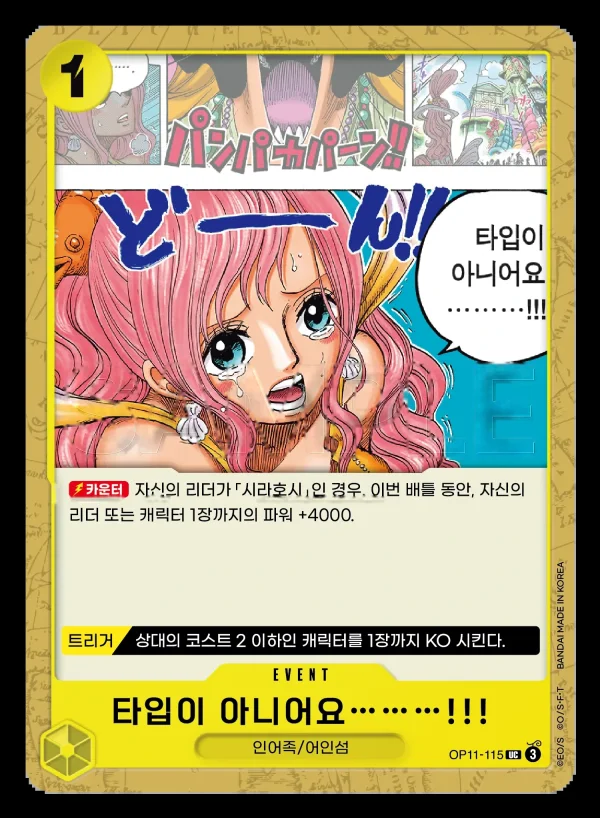 1
パンパカパーン!!
どーん!!
타입이
아니어요
·········!!!
카운터 자신의 리더가 「시라호시」인 경우, 이번 배틀 동안, 자신의
리더 또는 캐릭터 1장까지의 파워 +4000.
트리거 상대의 코스트 2 이하인 캐릭터를 1장까지 KO 시킨다.
EVENT
타입이 아니어요………!!!
인어족/어인섬
OP11-115 UC 3
©E.O/S ©O/S·F·T BANDAI MADE IN KOREA